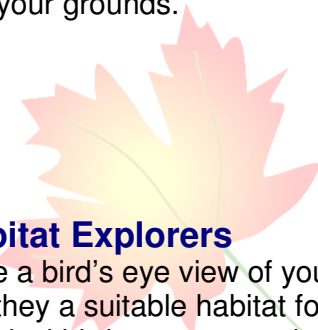 your grounds.
bitat Explorers
e a bird's eye view of you
they a suitable habitat fo